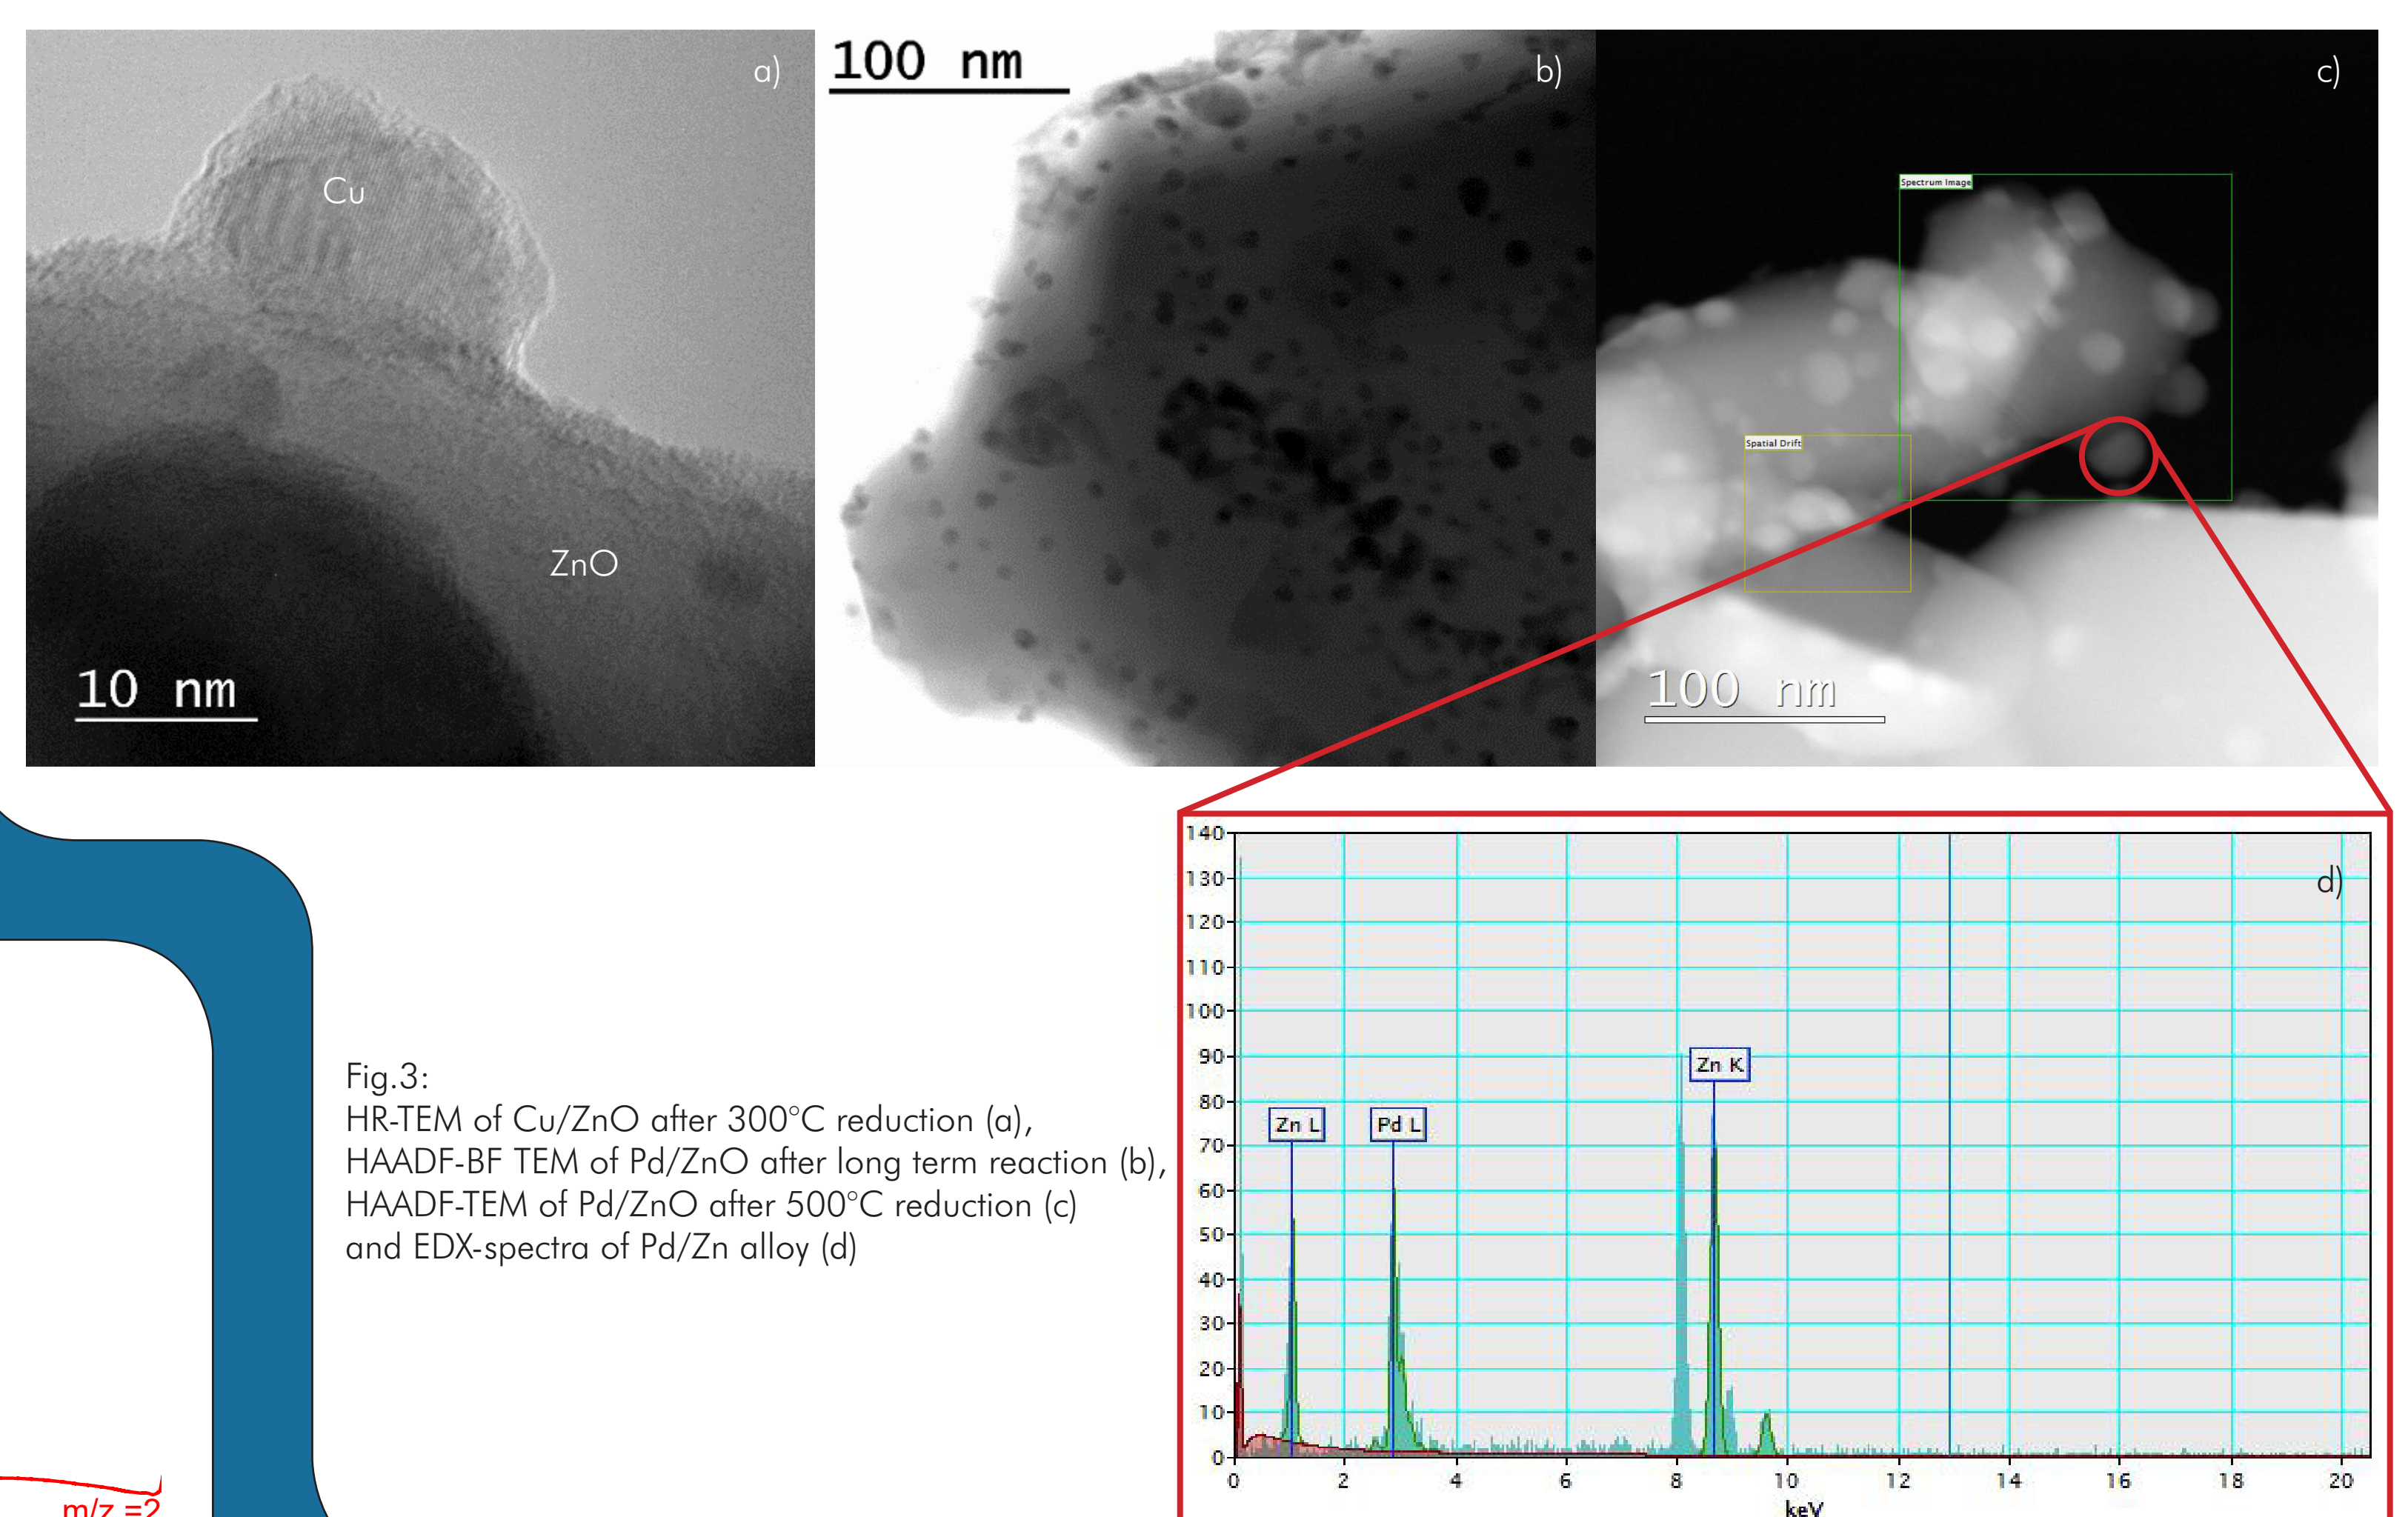 a)
100 nm
b)
c)
Cu
ZnO
10 nm
Spectrum Image
Spatial Drift
100 nm
d)
140
130
120
110
100
90
80
70
60
50
40
30
20
10
0
Zn L
Pd L
Zn K
0 2 4 6 8 10 12 14 16 18 20
keV
Fig.3:
HR-TEM of Cu/ZnO after 300°C reduction (a),
HAADF-BF TEM of Pd/ZnO after long term reaction (b),
HAADF-TEM of Pd/ZnO after 500°C reduction (c)
and EDX-spectra of Pd/Zn alloy (d)
m/z =2